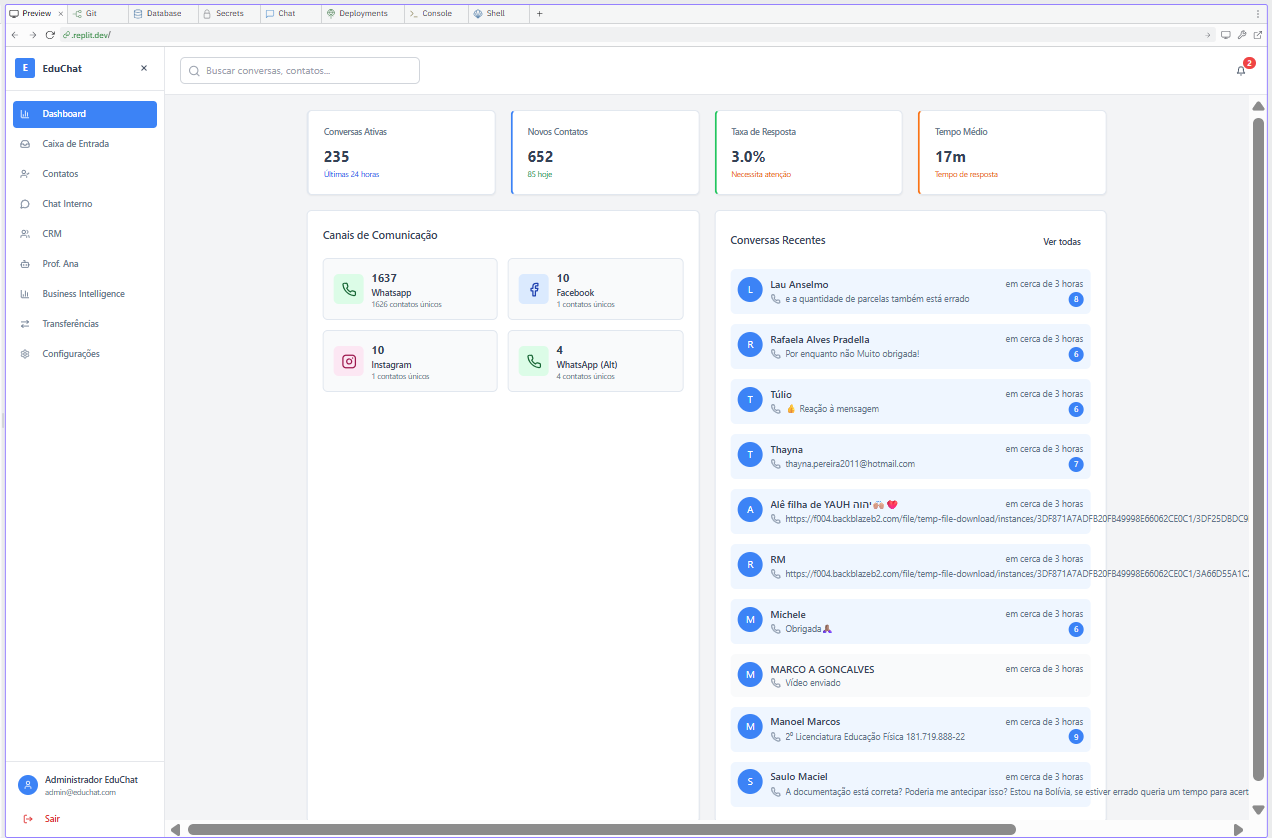 Preview
Git
Database
Secrets
Chat
Deployments
Console
Shell
.replit.dev/
E EduChat
Buscar conversas, contatos...
2
Dashboard
Caixa de Entrada
Contatos
Chat Interno
CRM
Prof. Ana
Business Intelligence
Transferências
Configurações
Administrador EduChat
admin@educhat.com
Sair
Conversas Ativas
235
Últimas 24 horas
Novos Contatos
652
85 hoje
Taxa de Resposta
3.0%
Necessita atenção
Tempo Médio
17m
Tempo de resposta
Canais de Comunicação
1637
Whatsapp
1626 contatos únicos
10
Facebook
1 contatos únicos
10
Instagram
1 contatos únicos
4
WhatsApp (Alt)
4 contatos únicos
Conversas Recentes
Ver todas
L Lau Anselmo em cerca de 3 horas
e a quantidade de parcelas também está errado 8
R Rafaela Alves Pradella em cerca de 3 horas
Por enquanto não Muito obrigada! 6
T Túlio em cerca de 3 horas
👍 Reação à mensagem 6
T Thayna em cerca de 3 horas
thayna.pereira2011@hotmail.com 7
A Alê filha de YAUH יהוה🙌🏼❤️ em cerca de 3 horas
https://f004.backblazeb2.com/file/temp-file-download/instances/3DF871A7ADFB20FB49998E66062CE0C1/3DF25DBDC9
R RM em cerca de 3 horas
https://f004.backblazeb2.com/file/temp-file-download/instances/3DF871A7ADFB20FB49998E66062CE0C1/3A66D55A1C
M Michele em cerca de 3 horas
Obrigada🙏🏽 6
M MARCO A GONCALVES em cerca de 3 horas
Vídeo enviado
M Manoel Marcos em cerca de 3 horas
2º Licenciatura Educação Física 181.719.888-22 9
S Saulo Maciel em cerca de 3 horas
A documentação está correta? Poderia me antecipar isso? Estou na Bolívia, se estiver errado queria um tempo para acert